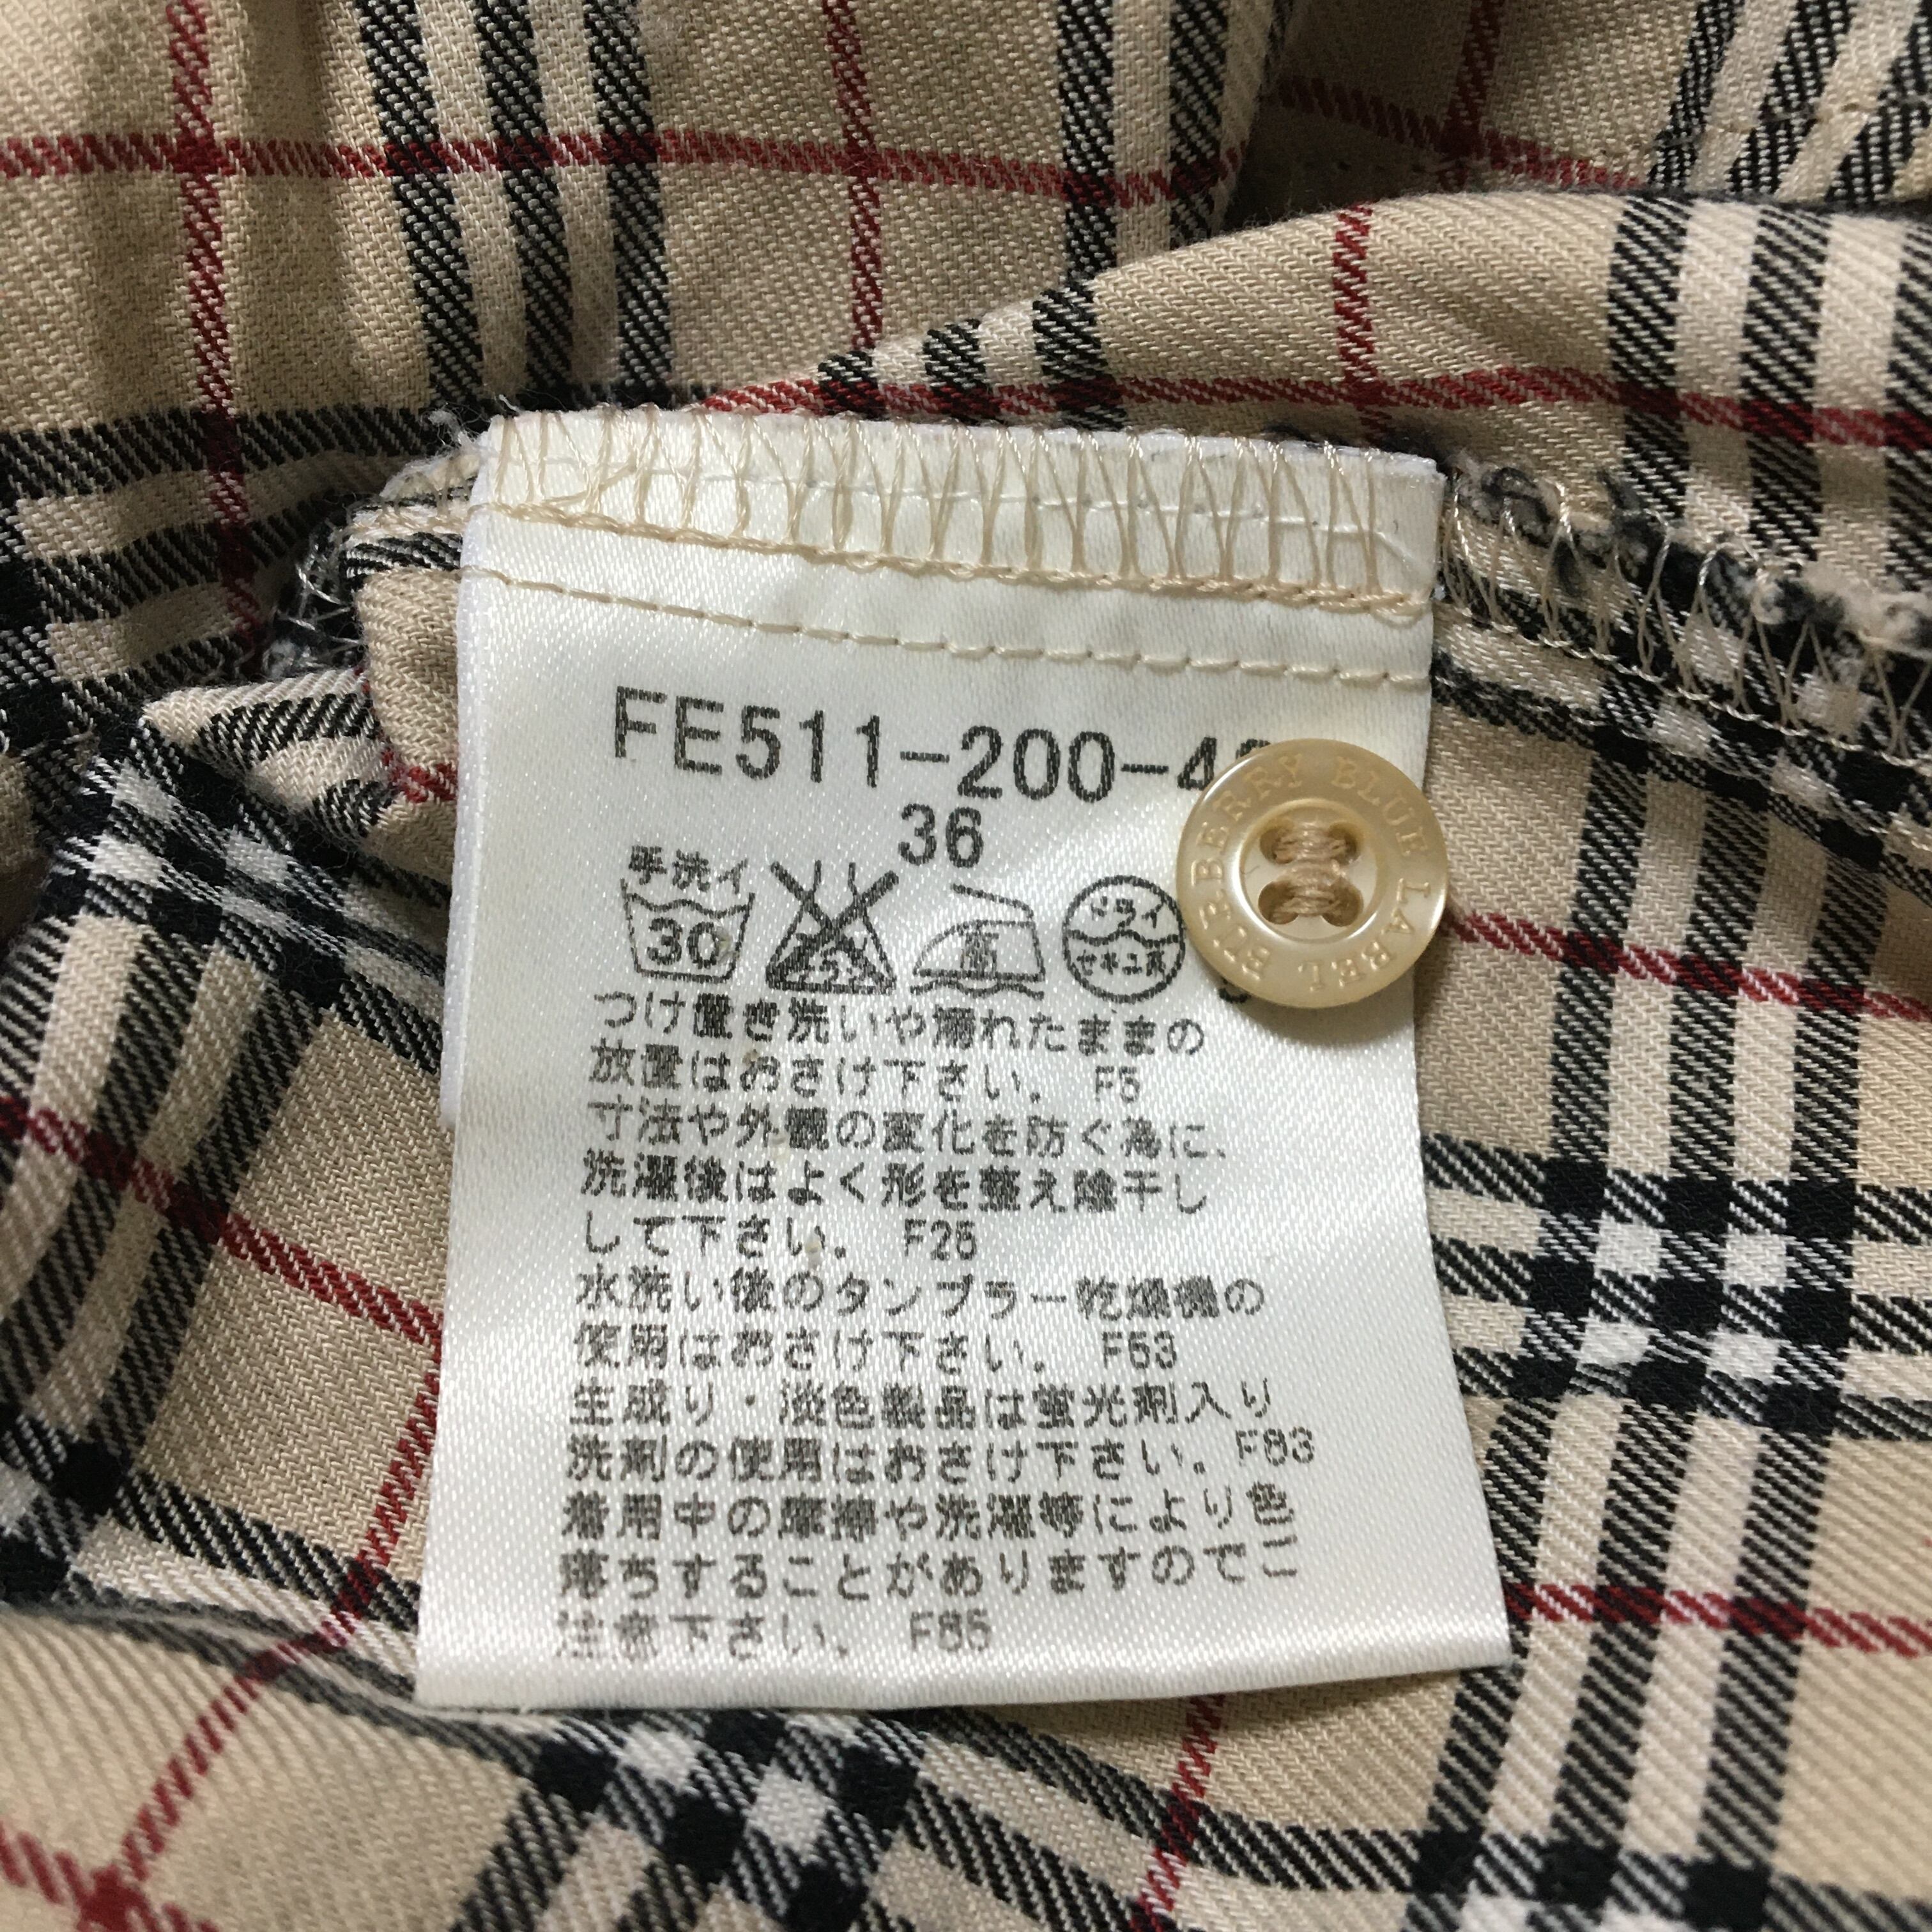 FE511-200-4
36
手洗イ
30
エンソ
サラシ
高
ドライ
セキユ系
BURBERRY BLUE LABEL
つけ置き洗いや濡れたままの
放置はおさけ下さい。 F5
寸法や外観の変化を防ぐ為に、
洗濯後はよく形を整え陰干し
して下さい。 F26
水洗い後のタンブラー乾燥機の
使用はおさけ下さい。 F53
生成り・淡色製品は蛍光剤入り
洗剤の使用はおさけ下さい。F83
着用中の摩擦や洗濯等により色
落ちすることがありますのでご
注意下さい。 F85